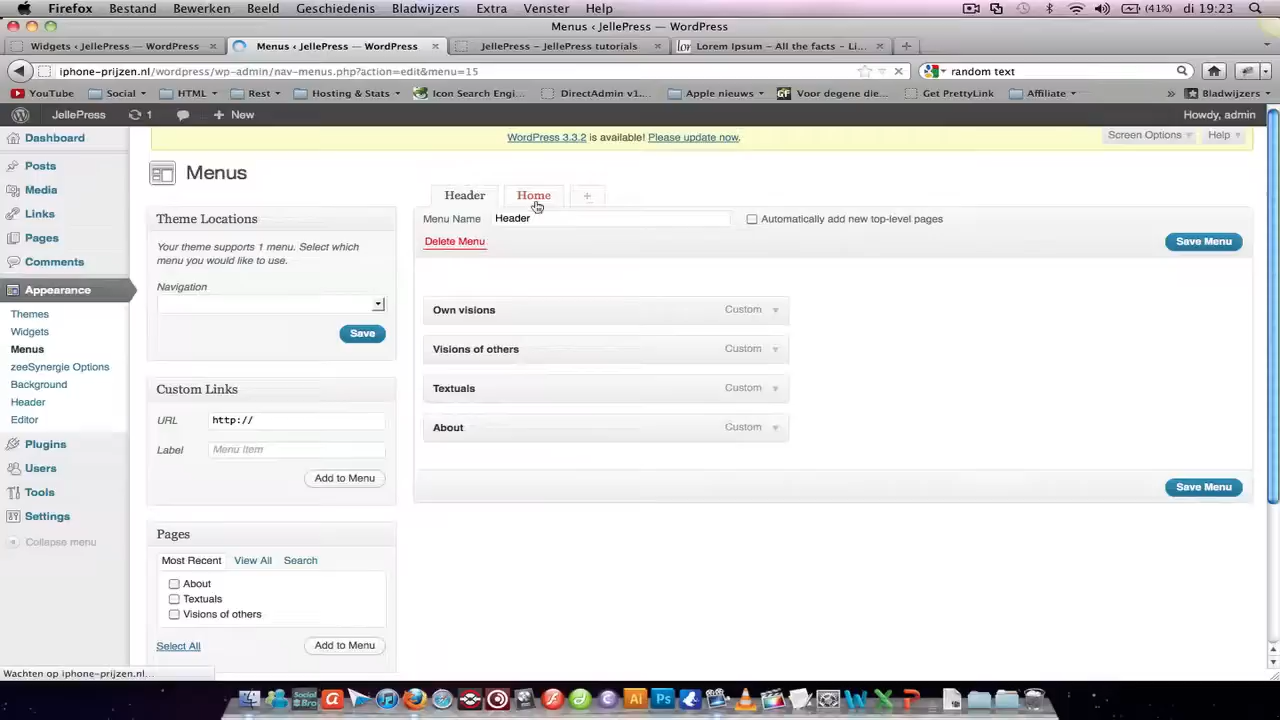 Firefox Bestand Bewerken Beeld Geschiedenis Bladwijzers Extra Venster Help (41%) di 19:23
Menus ‹ JellePress — WordPress
Widgets ‹ JellePress — WordPress × Menus ‹ JellePress — WordPress × JellePress – JellePress tutorials × lor Lorem Ipsum – All the facts – Li... × +
iphone-prijzen.nl/wordpress/wp-admin/nav-menus.php?action=edit&menu=15 random text
YouTube Social HTML Rest Hosting & Stats Icon Search Engi... DirectAdmin v1.... Apple nieuws GF Voor degene die... Get PrettyLink Affiliate » Bladwijzers
JellePress 1 + New Howdy, admin
WordPress 3.3.2 is available! Please update now.
Screen Options Help
Dashboard
Posts
Media
Links
Pages
Comments
Appearance
Themes
Widgets
Menus
zeeSynergie Options
Background
Header
Editor
Plugins
Users
Tools
Settings
Collapse menu
Menus
Theme Locations
Your theme supports 1 menu. Select which
menu you would like to use.
Navigation
Save
Custom Links
URL http://
Label Menu Item
Add to Menu
Pages
Most Recent View All Search
About
Textuals
Visions of others
Select All Add to Menu
Header Home +
Menu Name Header Automatically add new top-level pages
Delete Menu Save Menu
Own visions Custom
Visions of others Custom
Textuals Custom
About Custom
Save Menu
Wachten op iphone-prijzen.nl...
Social
Bro
Ai Ps